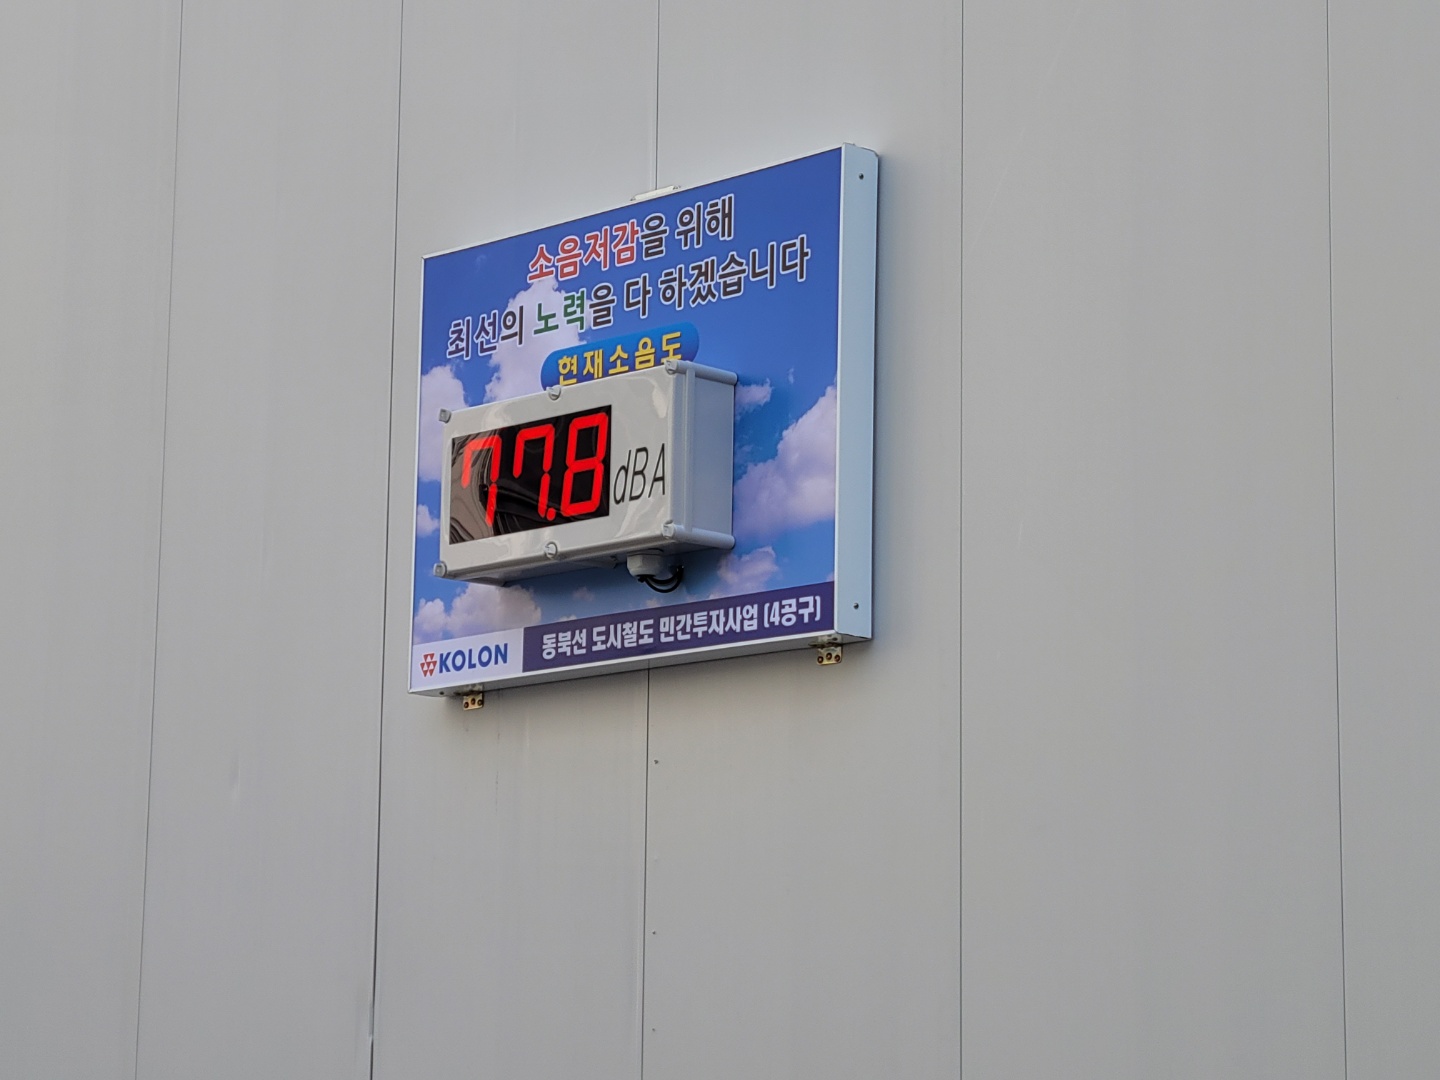 소음저감을 위해
최선의 노력을 다 하겠습니다
현재소음도
77.8 dBA
KOLON 동북선 도시철도 민간투자사업 (4공구)